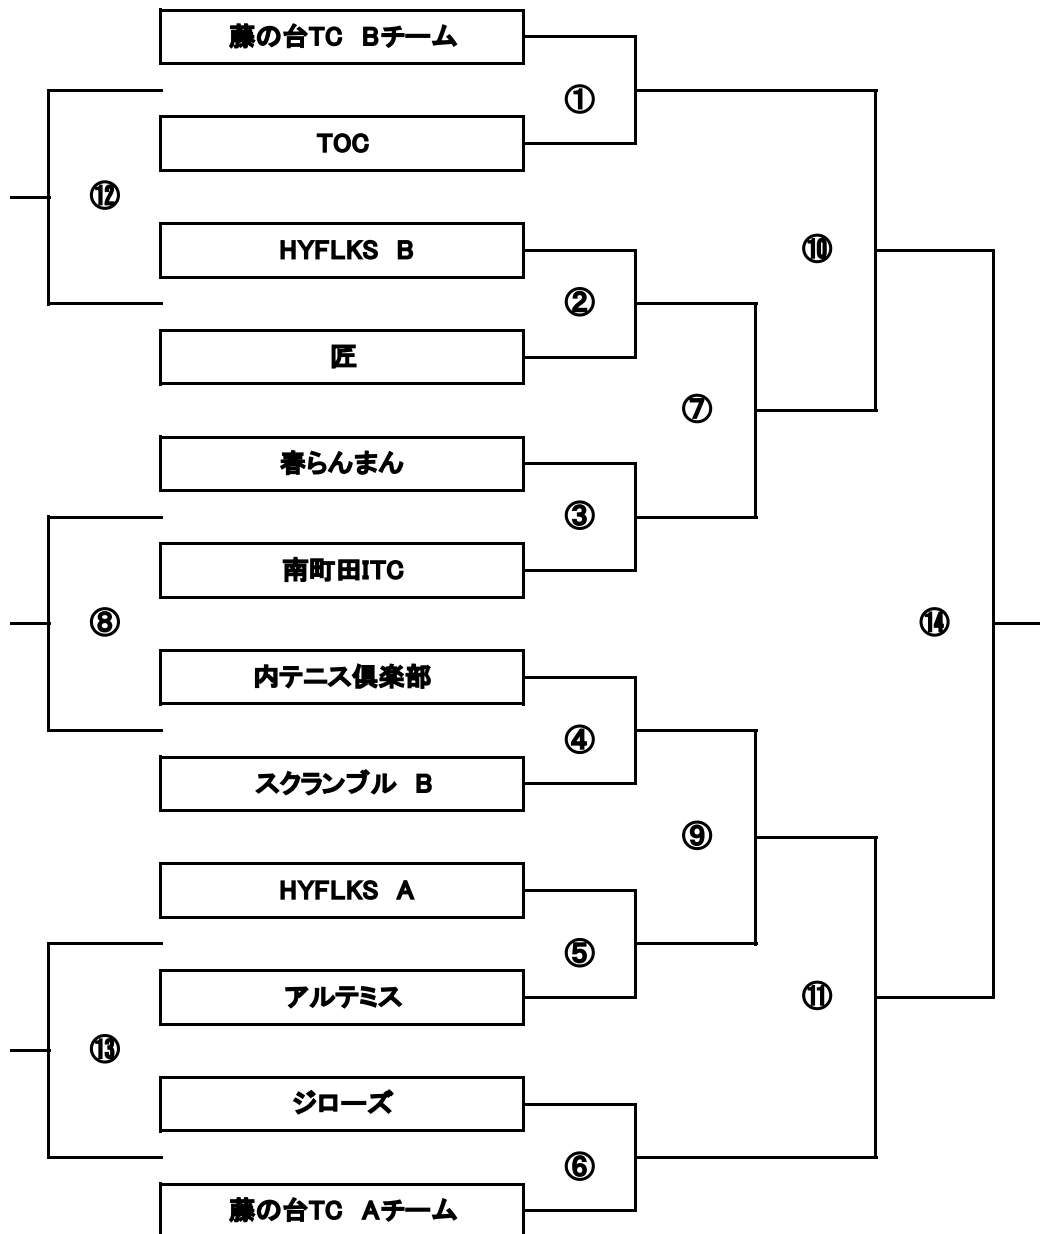 藤の台TC　Bチーム
①
TOC
⑫
HYFLKS　B
⑩
②
匠
⑦
春らんまん
③
南町田ITC
⑧
⑭
内テニス倶楽部
④
スクランブル　B
⑨
HYFLKS　A
⑤
アルテミス
⑪
⑬
ジローズ
⑥
藤の台TC　Aチーム